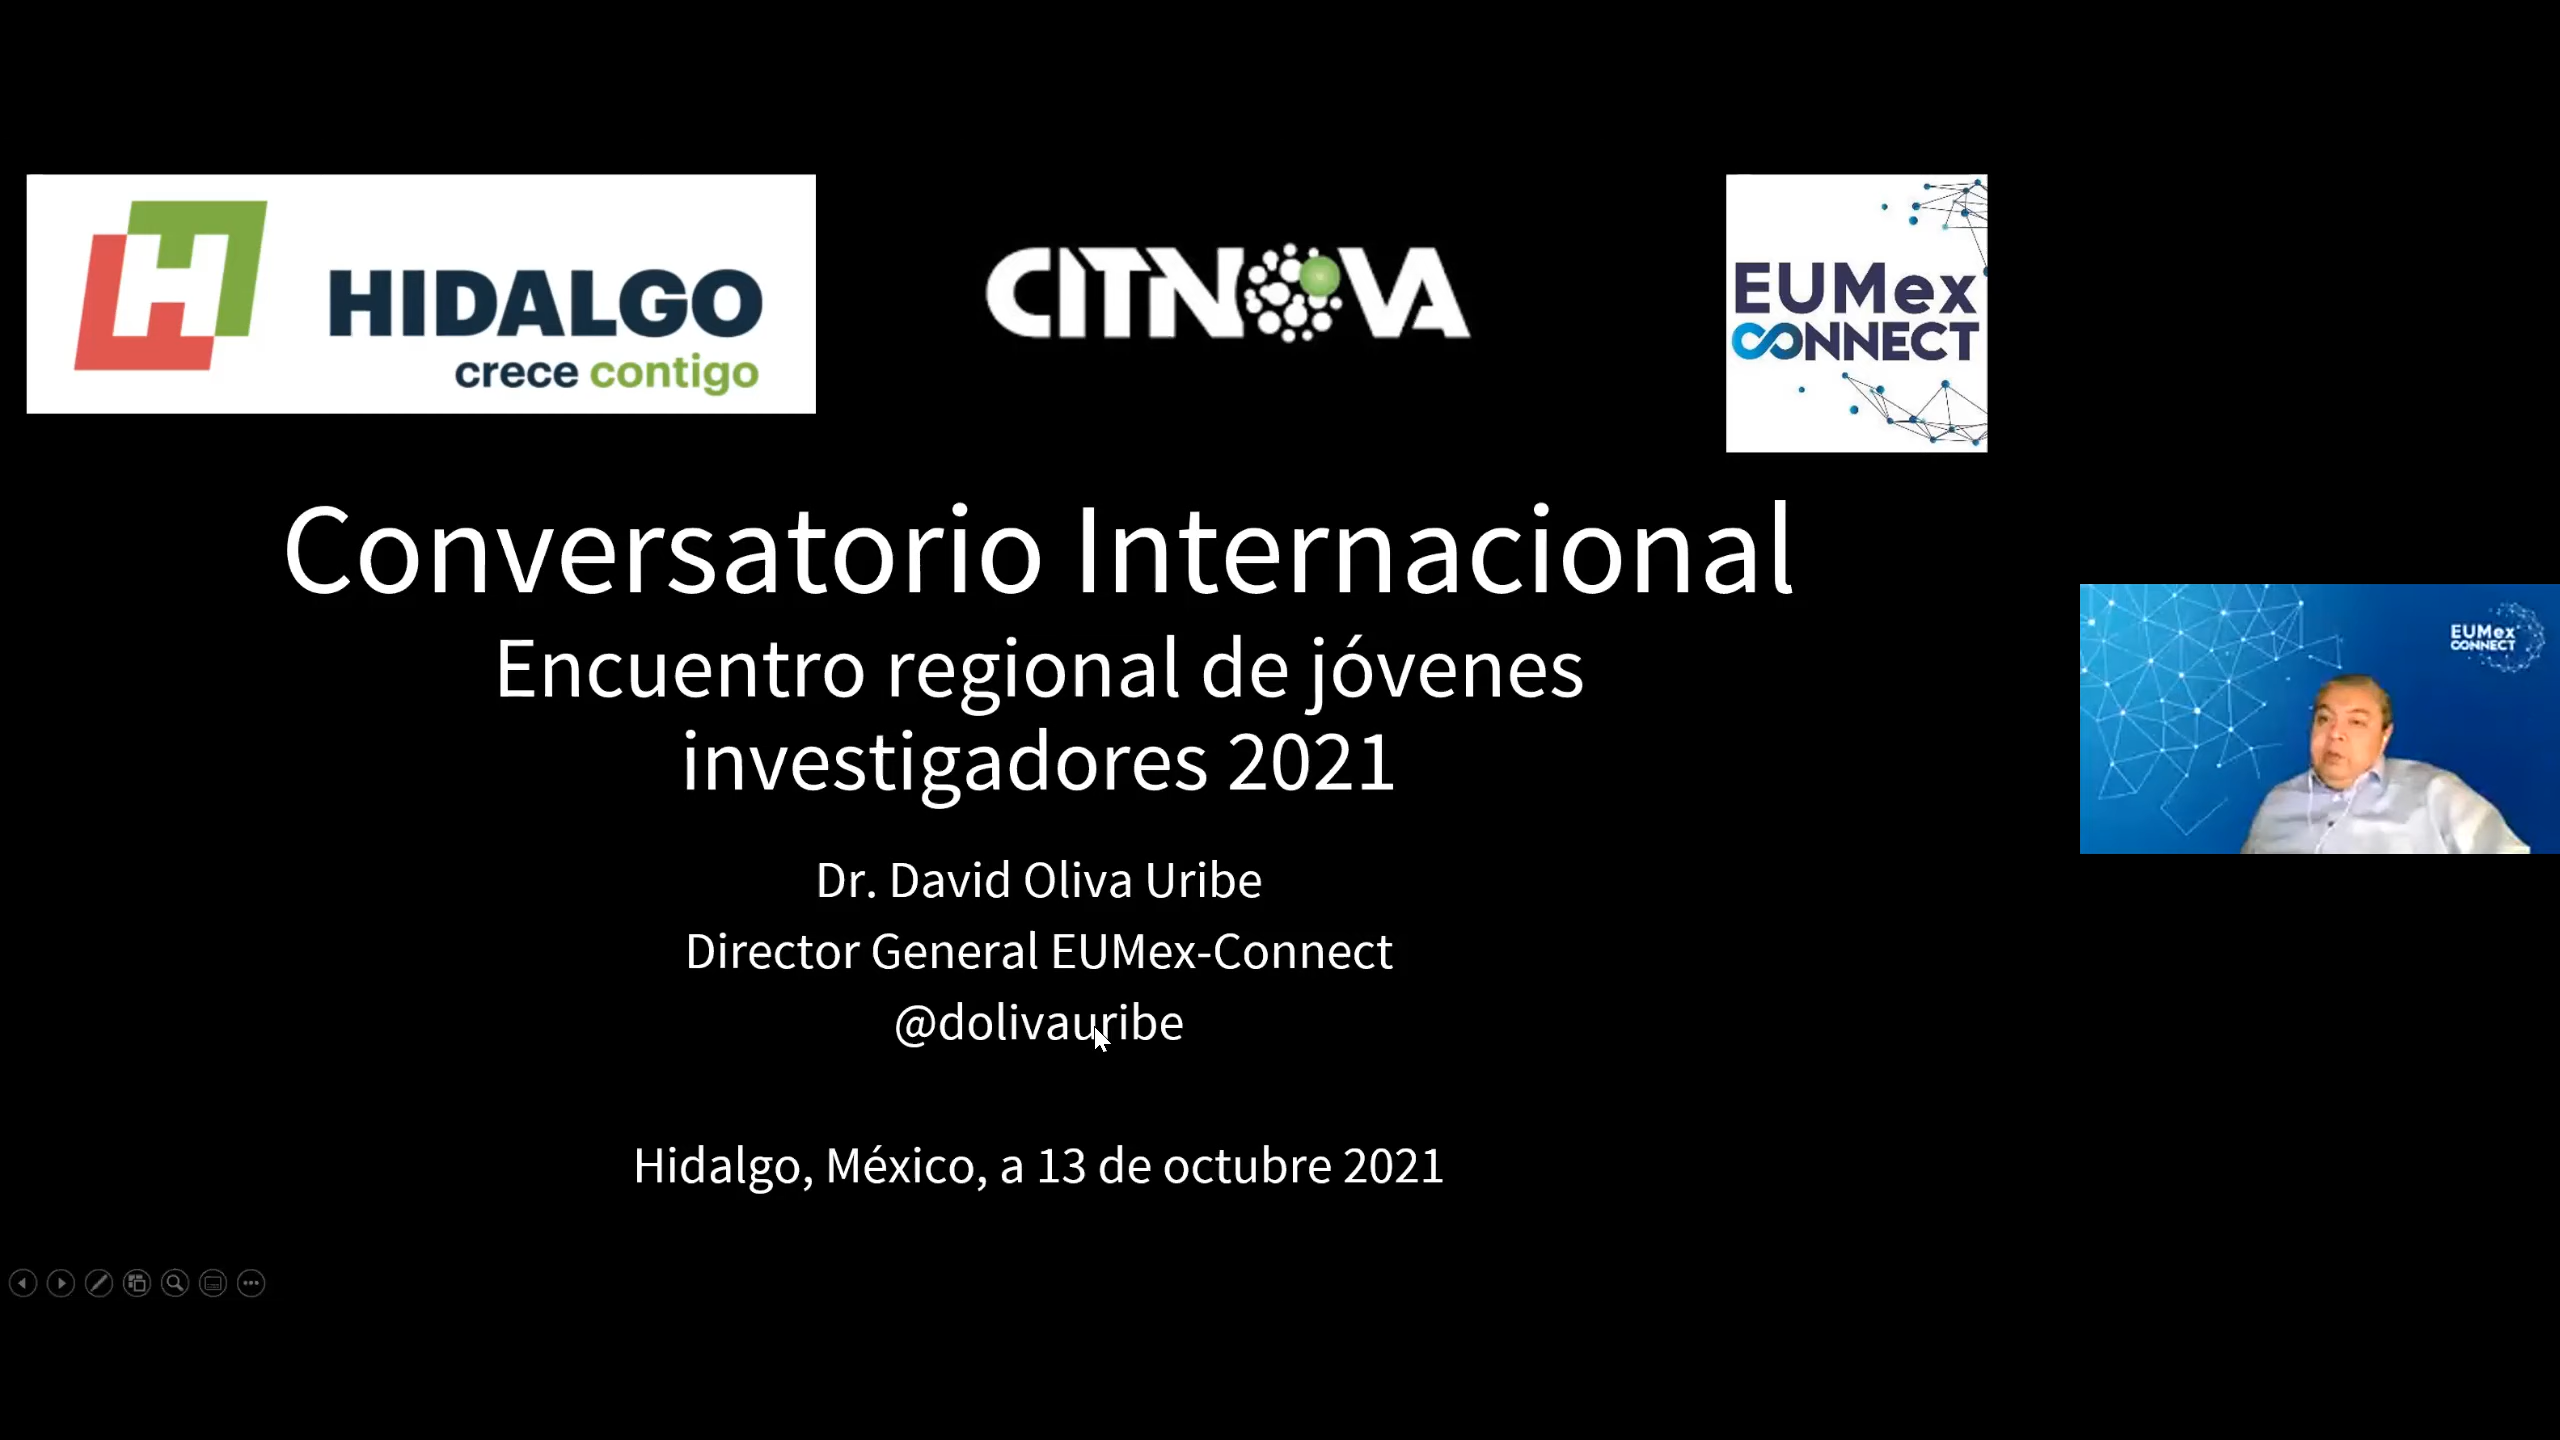 HIDALGO
crece contigo
CITNOVA
EUMex
CONNECT
Conversatorio Internacional
Encuentro regional de jóvenes
investigadores 2021
Dr. David Oliva Uribe
Director General EUMex-Connect
@dolivauribe
Hidalgo, México, a 13 de octubre 2021
EUMex
CONNECT